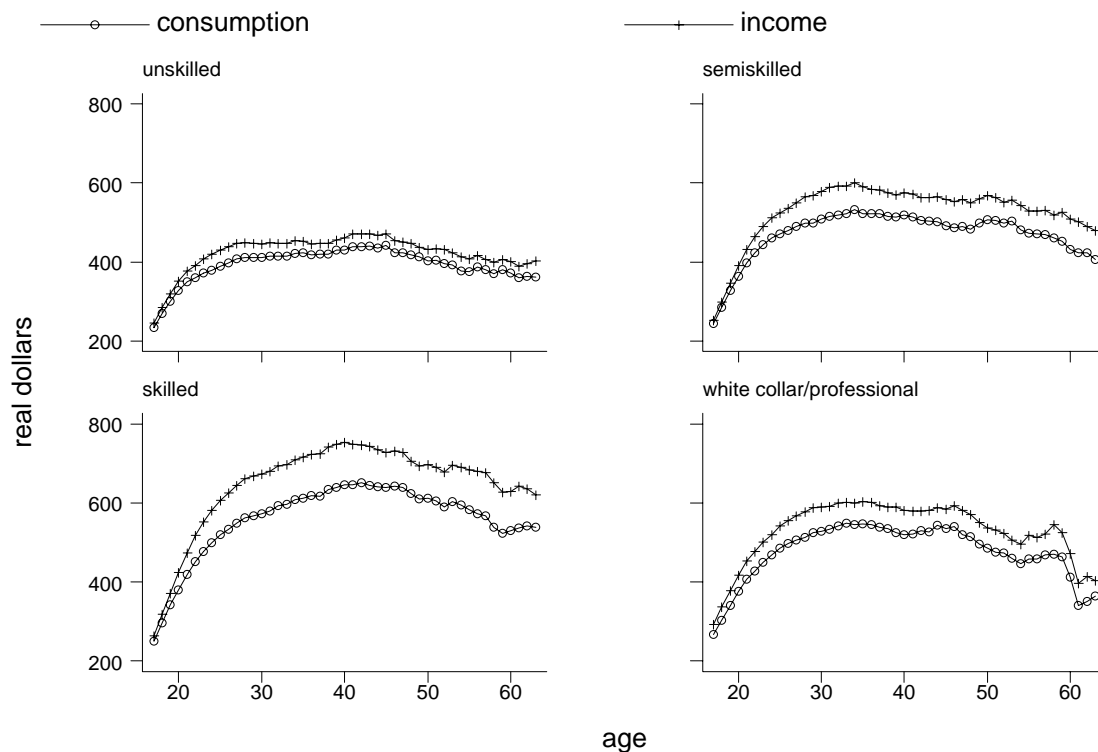 consumption income
unskilled semiskilled
800
600
400
200
skilled white collar/professional
800
600
400
200
20 30 40 50 60 20 30 40 50 60
real dollars
age